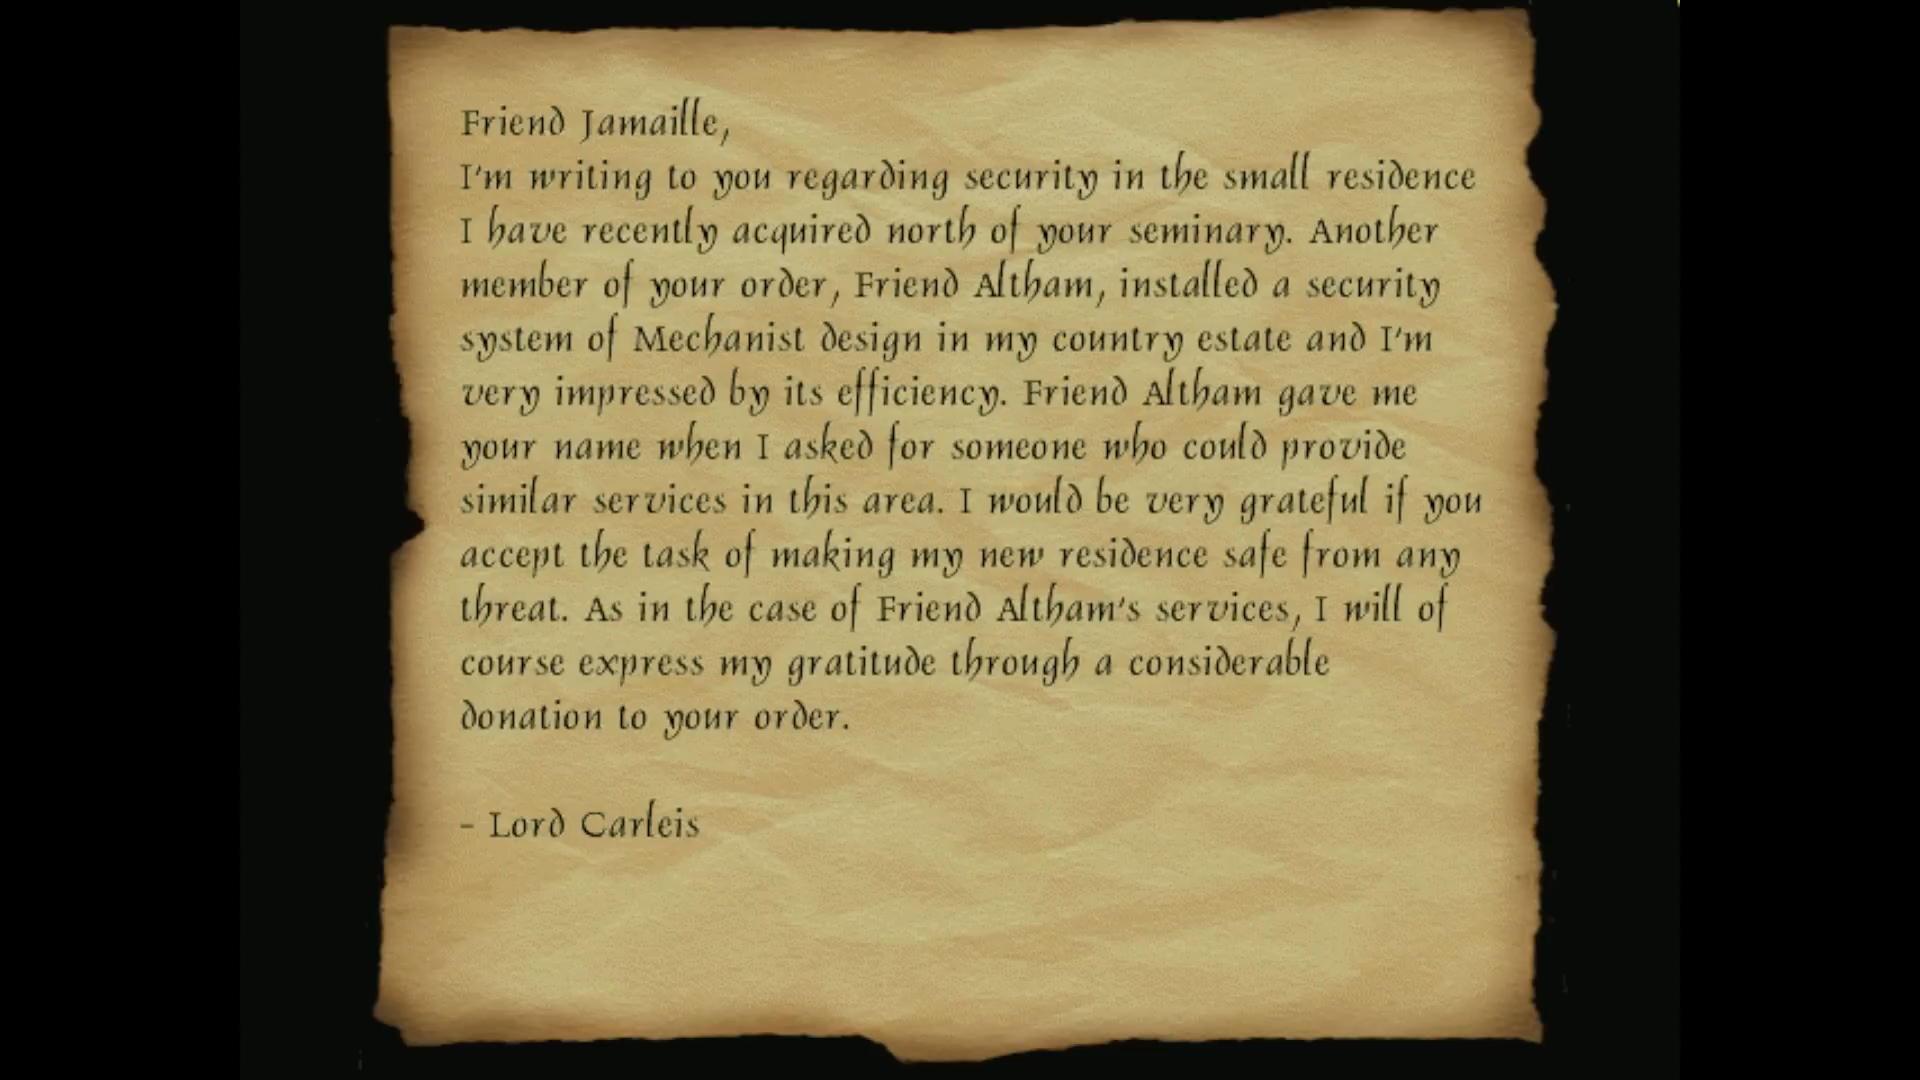 Friend Jamaille,
I'm writing to you regarding security in the small residence
I have recently acquired north of your seminary. Another
member of your order, Friend Altham, installed a security
system of Mechanist design in my country estate and I'm
very impressed by its efficiency. Friend Altham gave me
your name when I asked for someone who could provide
similar services in this area. I would be very grateful if you
accept the task of making my new residence safe from any
threat. As in the case of Friend Altham's services, I will of
course express my gratitude through a considerable
donation to your order.
- Lord Carleis